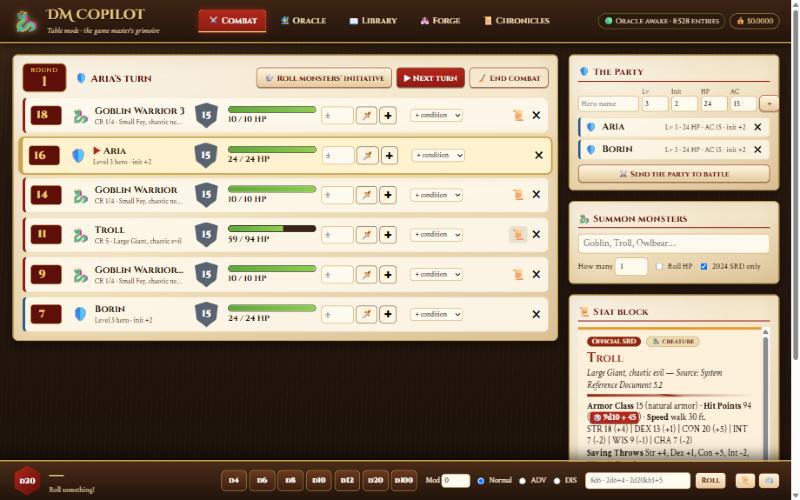 DM COPILOT
Table mode · the game master's grimoire
COMBAT
ORACLE
LIBRARY
FORGE
CHRONICLES
ORACLE AWAKE · 8528 ENTRIES
$0.0000
ROUND
1
ARIA'S TURN
ROLL MONSTERS' INITIATIVE
NEXT TURN
END COMBAT
18
GOBLIN WARRIOR 3
CR 1/4 · Small Fey, chaotic ne...
15
10 / 10 HP
±
+ condition
16
ARIA
Level 3 hero · init +2
15
24 / 24 HP
±
+ condition
14
GOBLIN WARRIOR
CR 1/4 · Small Fey, chaotic ne...
15
10 / 10 HP
±
+ condition
11
TROLL
CR 5 · Large Giant, chaotic evil
15
59 / 94 HP
±
+ condition
9
GOBLIN WARRIOR...
CR 1/4 · Small Fey, chaotic ne...
15
10 / 10 HP
±
+ condition
7
BORIN
Level 3 hero · init +2
15
24 / 24 HP
±
+ condition
THE PARTY
Lv Init HP AC
Hero name 3 2 24 15 +
ARIA Lv 3 · 24 HP · AC 15 · init +2
BORIN Lv 3 · 24 HP · AC 15 · init +2
SEND THE PARTY TO BATTLE
SUMMON MONSTERS
Goblin, Troll, Owlbear...
How many 1 Roll HP 2024 SRD only
STAT BLOCK
OFFICIAL SRD CREATURE
TROLL
Large Giant, chaotic evil — Source: System
Reference Document 5.2
Armor Class 15 (natural armor) · Hit Points 94
(9d10 + 45) · Speed walk 30 ft.
STR 18 (+4) | DEX 13 (+1) | CON 20 (+5) | INT
7 (-2) | WIS 9 (-1) | CHA 7 (-2)
Saving Throws Str +4, Dex +1, Con +5, Int -2,
D20
—
Roll something!
D4 D6 D8 D10 D12 D20 D100
Mod 0 Normal ADV DIS
8d6 · 2d6+4 · 2d20kh1+5
ROLL